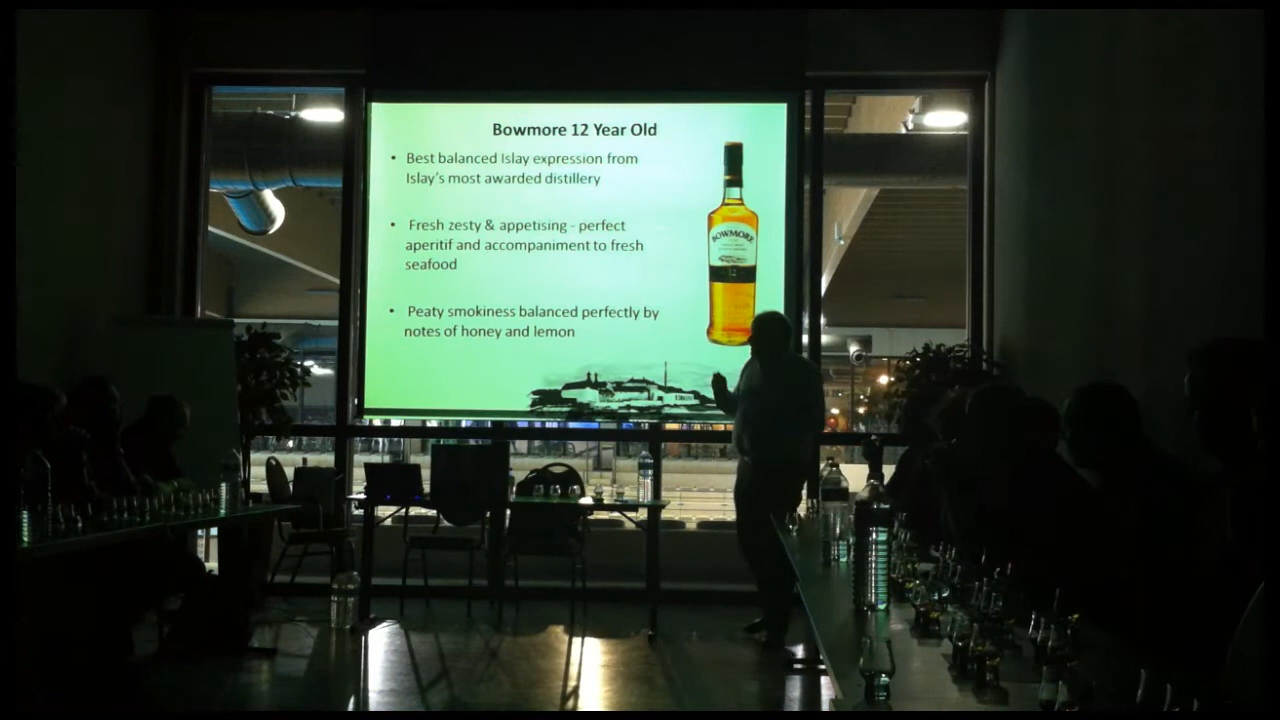 Bowmore 12 Year Old
• Best balanced Islay expression from
Islay's most awarded distillery
• Fresh zesty & appetising - perfect
aperitif and accompaniment to fresh
seafood
• Peaty smokiness balanced perfectly by
notes of honey and lemon
BOWMORE
12